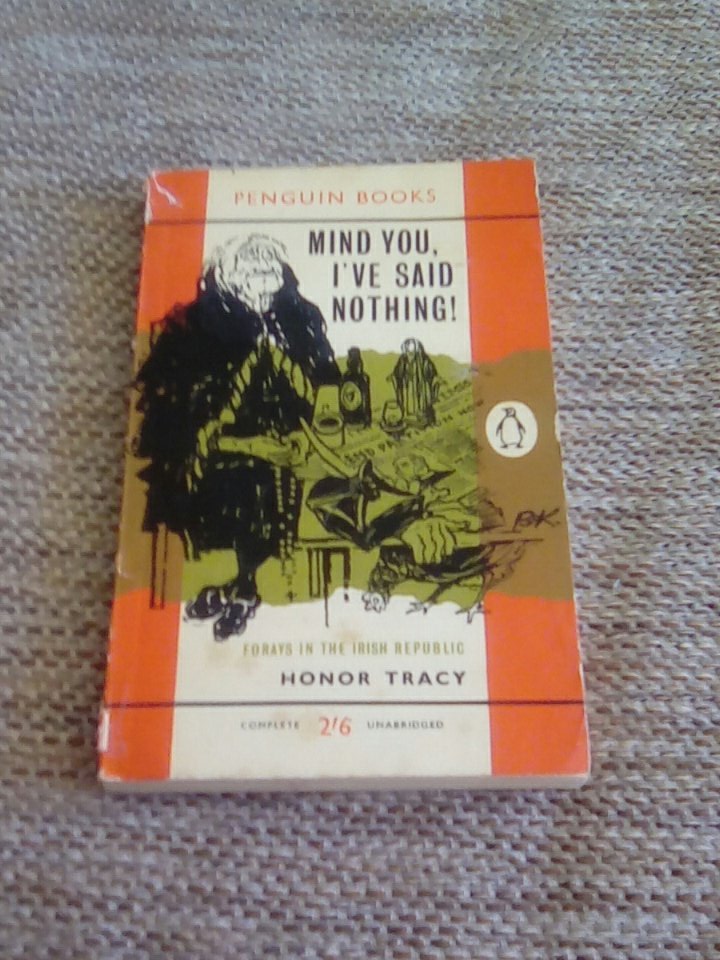 PENGUIN BOOKS
MIND YOU,
I'VE SAID
NOTHING!
B.K.
FORAYS IN THE IRISH REPUBLIC
HONOR TRACY
COMPLETE 2'6 UNABRIDGED